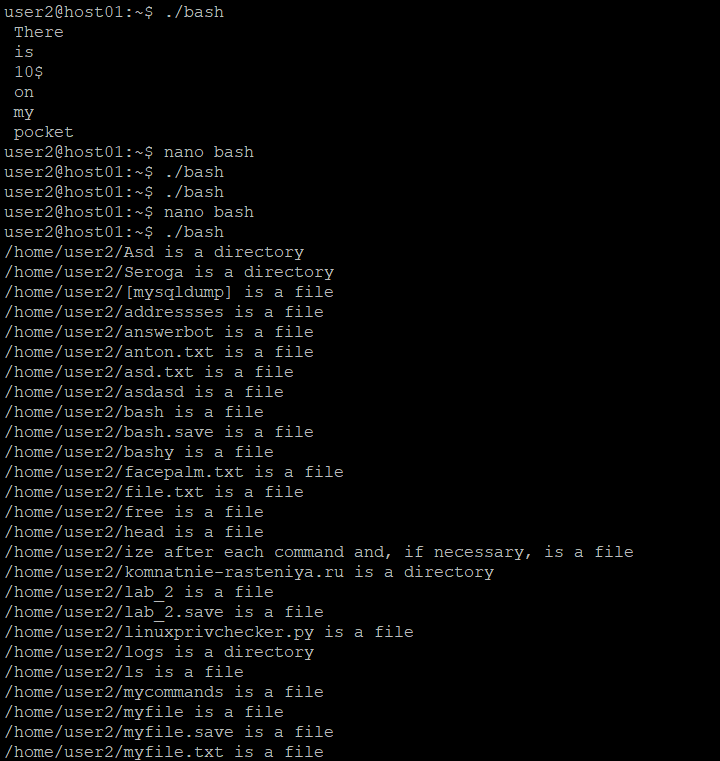 user2@host01:~$ ./bash
There
is
10$
on
my
pocket
user2@host01:~$ nano bash
user2@host01:~$ ./bash
user2@host01:~$ ./bash
user2@host01:~$ nano bash
user2@host01:~$ ./bash
/home/user2/Asd is a directory
/home/user2/Seroga is a directory
/home/user2/[mysqldump] is a file
/home/user2/addressses is a file
/home/user2/answerbot is a file
/home/user2/anton.txt is a file
/home/user2/asd.txt is a file
/home/user2/asdasd is a file
/home/user2/bash is a file
/home/user2/bash.save is a file
/home/user2/bashy is a file
/home/user2/facepalm.txt is a file
/home/user2/file.txt is a file
/home/user2/free is a file
/home/user2/head is a file
/home/user2/ize after each command and, if necessary, is a file
/home/user2/komnatnie-rasteniya.ru is a directory
/home/user2/lab_2 is a file
/home/user2/lab_2.save is a file
/home/user2/linuxprivchecker.py is a file
/home/user2/logs is a directory
/home/user2/ls is a file
/home/user2/mycommands is a file
/home/user2/myfile is a file
/home/user2/myfile.save is a file
/home/user2/myfile.txt is a file